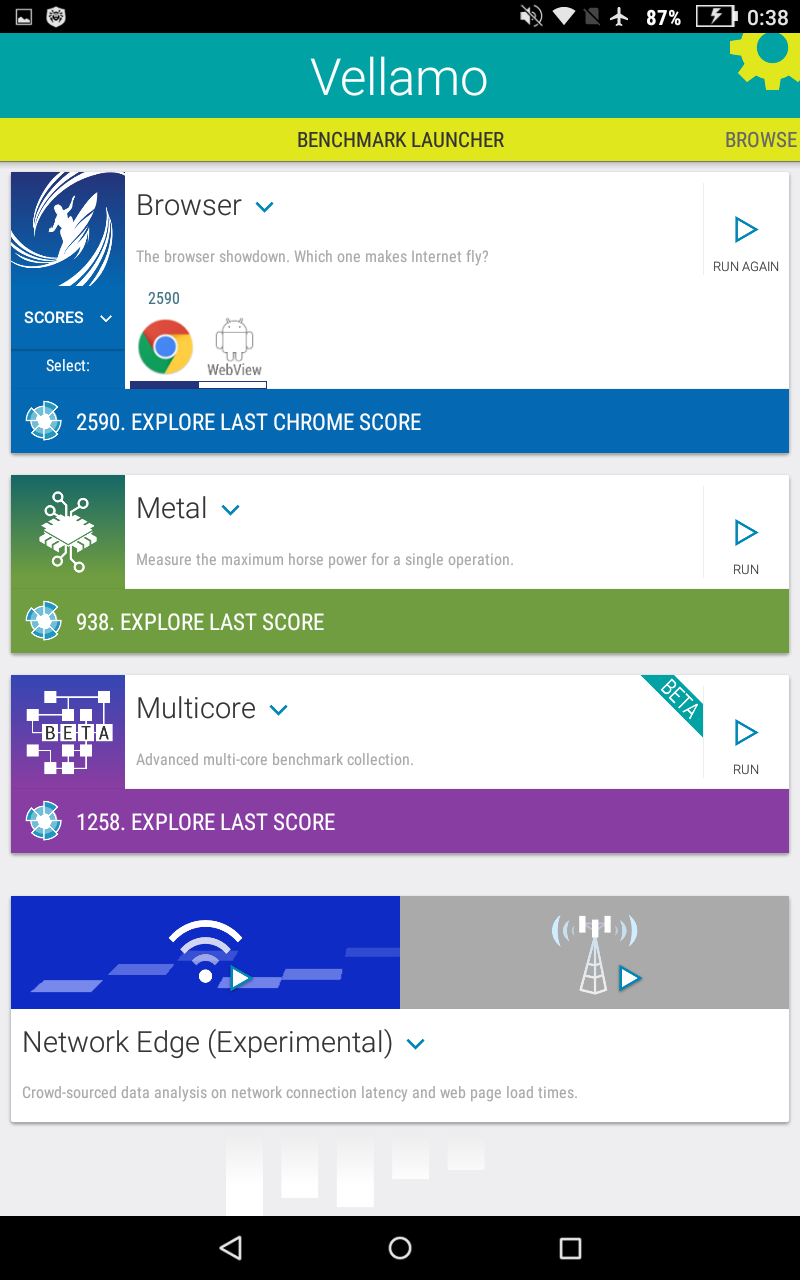 87% 0:38
Vellamo
BENCHMARK LAUNCHER BROWSE
Browser
The browser showdown. Which one makes Internet fly?
RUN AGAIN
2590
SCORES
WebView
Select:
2590. EXPLORE LAST CHROME SCORE
Metal
Measure the maximum horse power for a single operation.
RUN
938. EXPLORE LAST SCORE
BETA
Multicore
BETA
Advanced multi-core benchmark collection.
RUN
1258. EXPLORE LAST SCORE
Network Edge (Experimental)
Crowd-sourced data analysis on network connection latency and web page load times.